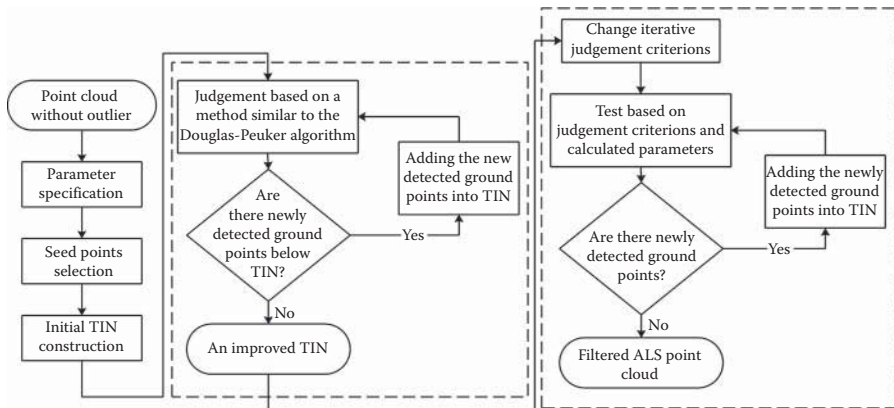 Point cloud
without outlier
Parameter
specification
Seed points
selection
Initial TIN
construction
Judgement based on a
method similar to the
Douglas-Peuker algorithm
Adding the new
detected ground
points into TIN
Are
there newly
detected ground
points below
TIN?
Yes
No
An improved TIN
Change iterative
judgement criterions
Test based on
judgement criterions and
calculated parameters
Adding the newly
detected ground
points into TIN
Are there newly
detected ground
points?
Yes
No
Filtered ALS point
cloud